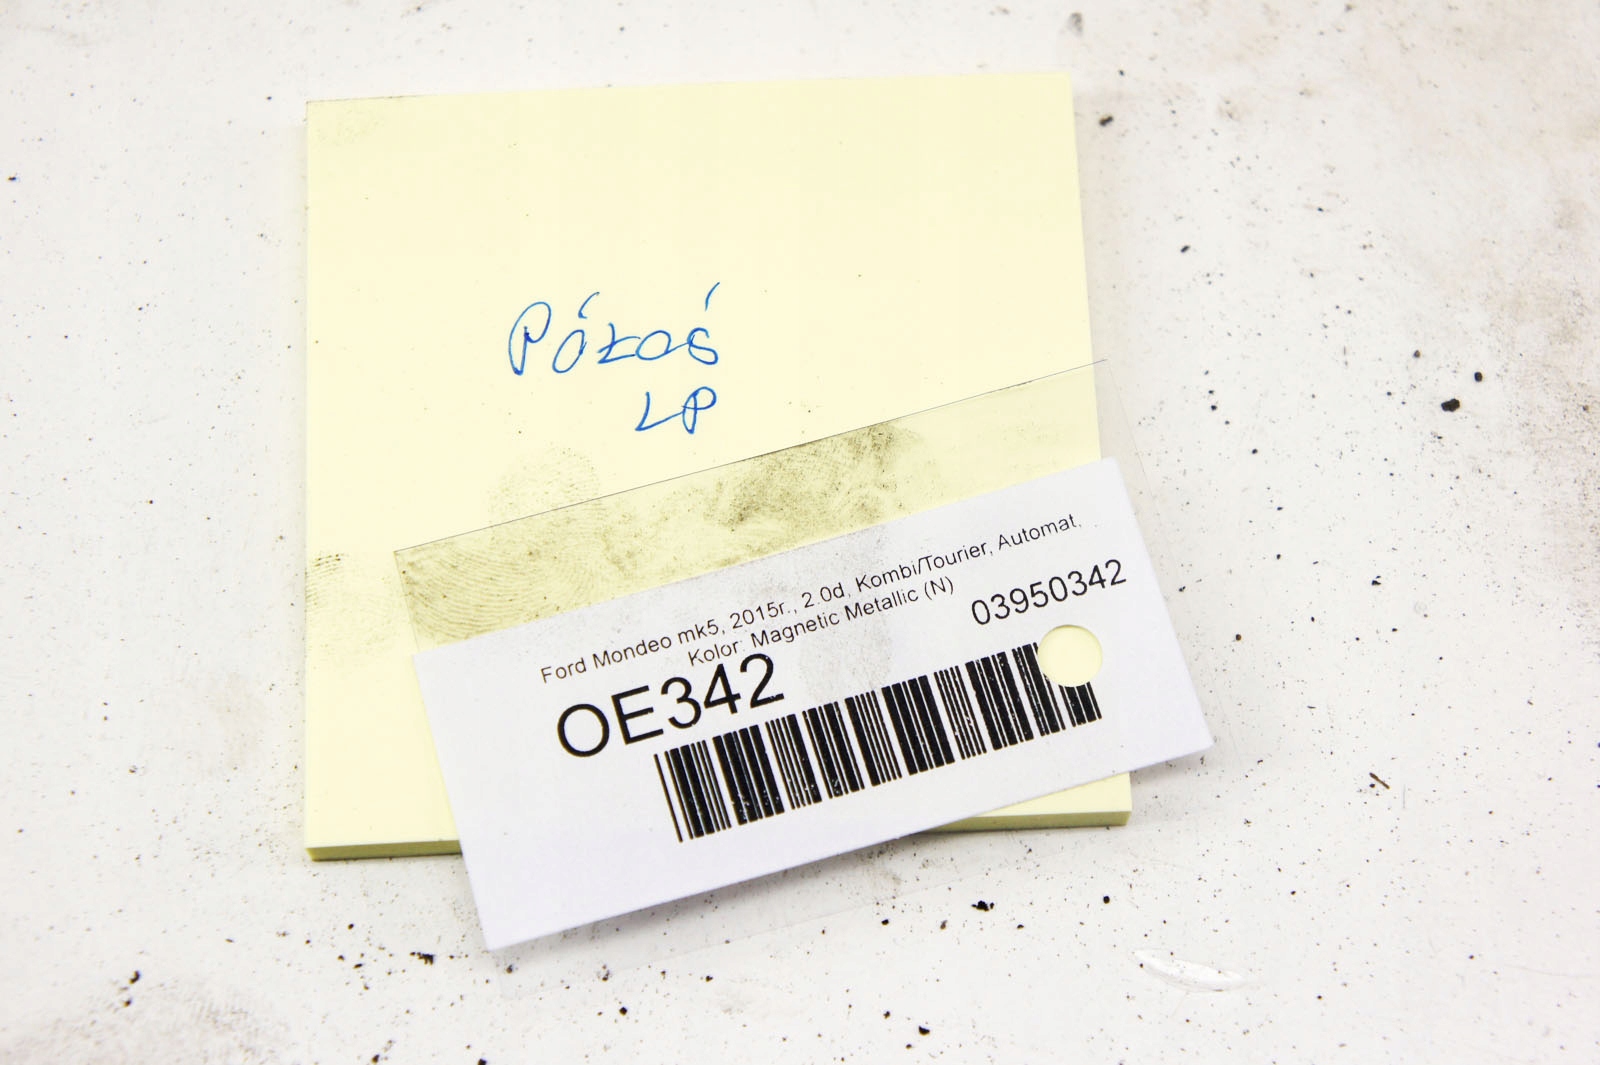 Półoś
LP
Ford Mondeo mk5, 2015r., 2.0d, Kombi/Tourier, Automat,
Kolor: Magnetic Metallic (N)
OE342
03950342